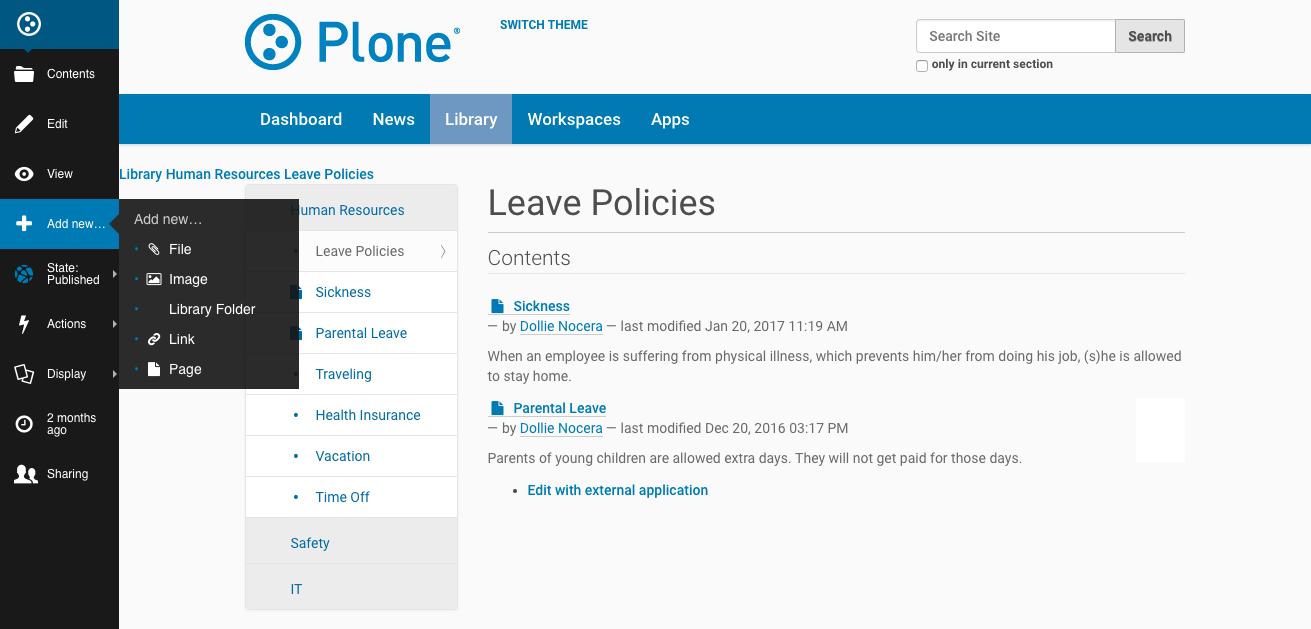 Plone®
SWITCH THEME
Search Site
Search
only in current section
Contents
Edit
View
Add new…
State:
Published
Actions
Display
2 months
ago
Sharing
Dashboard
News
Library
Workspaces
Apps
Library Human Resources Leave Policies
Add new…
File
Image
Library Folder
Link
Page
Human Resources
Leave Policies
Sickness
Parental Leave
Traveling
Health Insurance
Vacation
Time Off
Safety
IT
Leave Policies
Contents
Sickness
— by Dollie Nocera — last modified Jan 20, 2017 11:19 AM
When an employee is suffering from physical illness, which prevents him/her from doing his job, (s)he is allowed
to stay home.
Parental Leave
— by Dollie Nocera — last modified Dec 20, 2016 03:17 PM
Parents of young children are allowed extra days. They will not get paid for those days.
Edit with external application